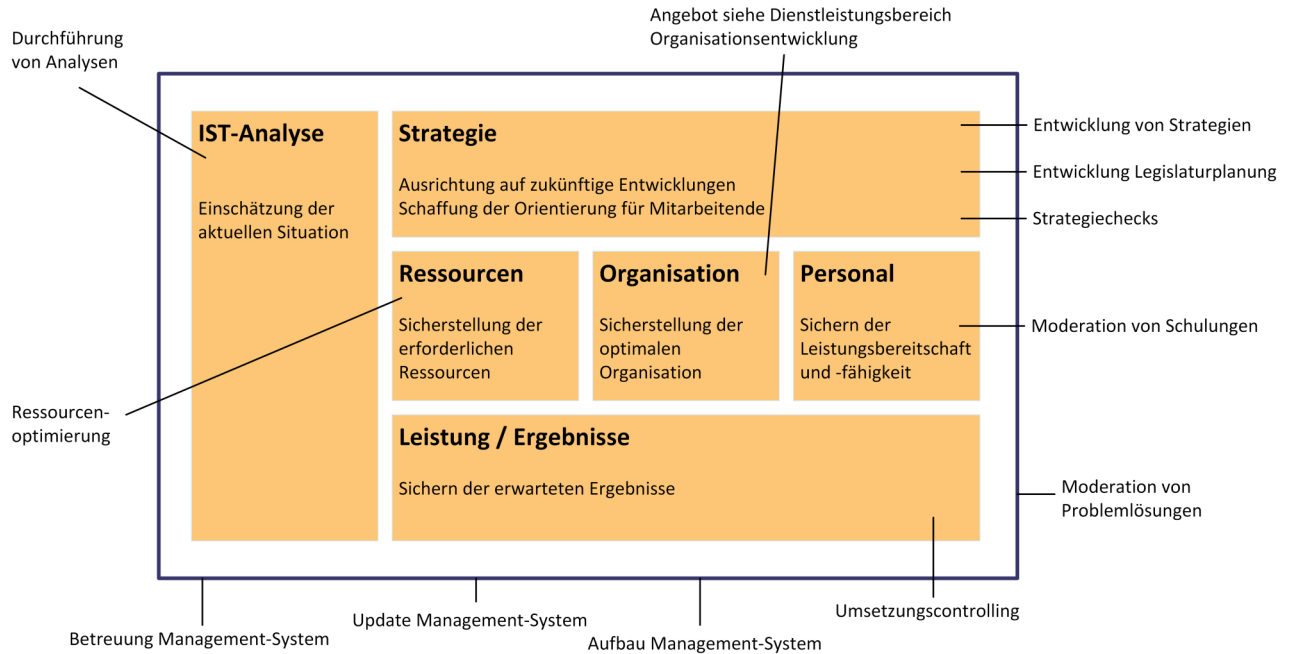 Angebot siehe Dienstleistungsbereich
Organisationsentwicklung
Durchführung
von Analysen
IST-Analyse
Einschätzung der
aktuellen Situation
Strategie
Ausrichtung auf zukünftige Entwicklungen
Schaffung der Orientierung für Mitarbeitende
Entwicklung von Strategien
Entwicklung Legislaturplanung
Strategiechecks
Ressourcen
Sicherstellung der
erforderlichen
Ressourcen
Organisation
Sicherstellung der
optimalen
Organisation
Personal
Sichern der
Leistungsbereitschaft
und -fähigkeit
Moderation von Schulungen
Ressourcen-
optimierung
Leistung / Ergebnisse
Sichern der erwarteten Ergebnisse
Moderation von
Problemlösungen
Umsetzungscontrolling
Update Management-System
Betreuung Management-System
Aufbau Management-System